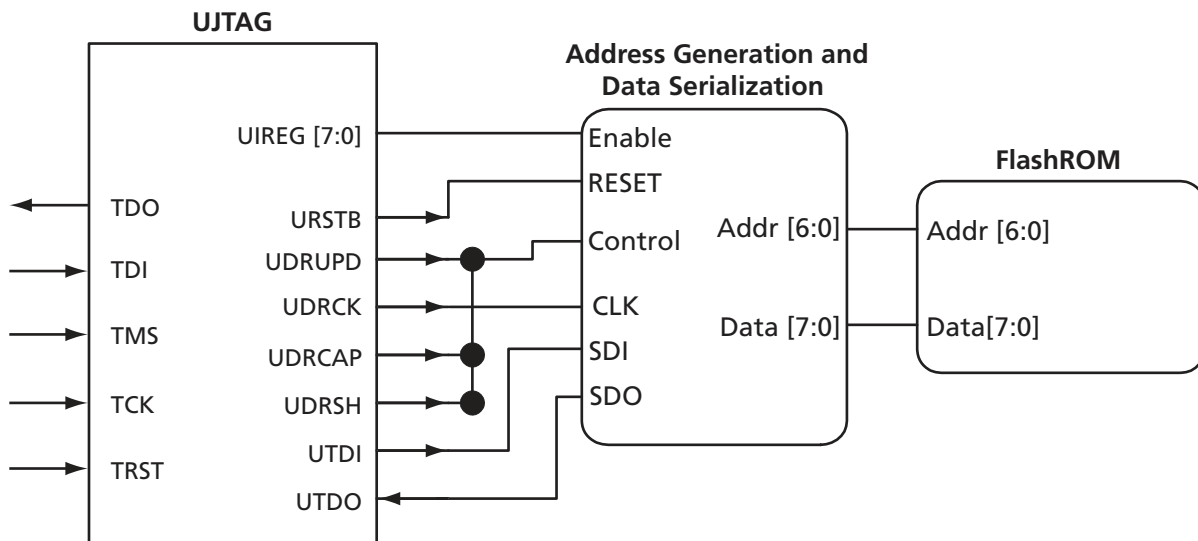 UJTAG
Address Generation and
Data Serialization
FlashROM
UIREG [7:0]
URSTB
UDRUPD
UDRCK
UDRCAP
UDRSH
UTDI
UTDO
TDO
TDI
TMS
TCK
TRST
Enable
RESET
Control
CLK
SDI
SDO
Addr [6:0]
Data [7:0]
Addr [6:0]
Data[7:0]